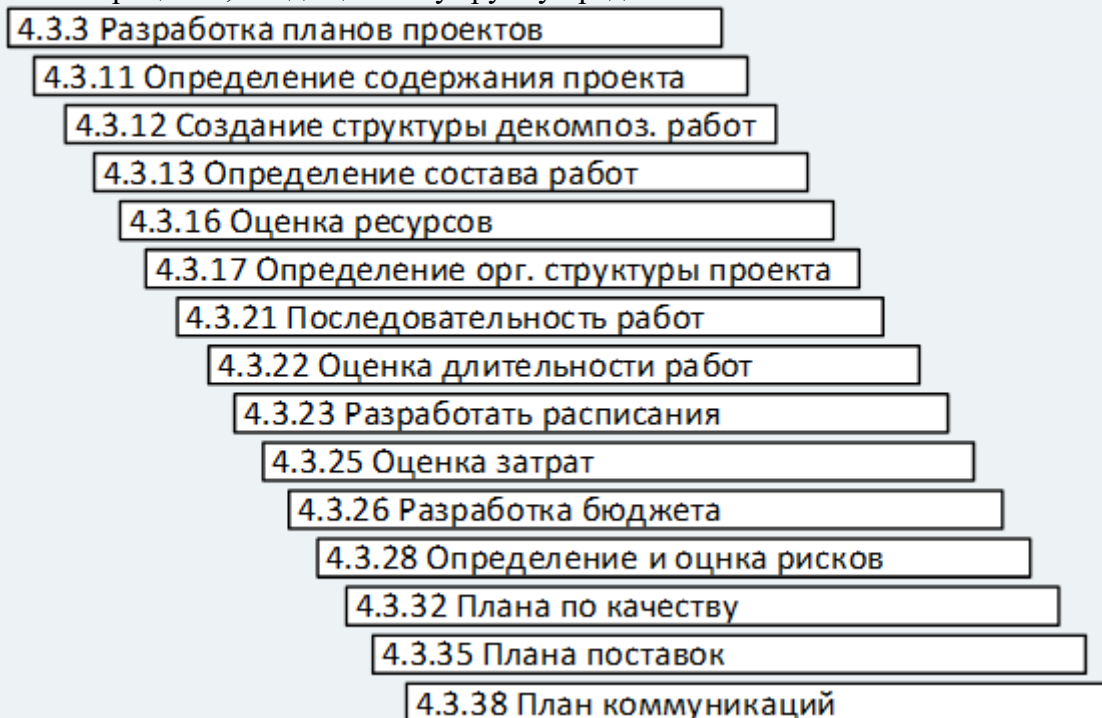 4.3.3 Разработка планов проектов
4.3.11 Определение содержания проекта
4.3.12 Создание структуры декомпоз. работ
4.3.13 Определение состава работ
4.3.16 Оценка ресурсов
4.3.17 Определение орг. структуры проекта
4.3.21 Последовательность работ
4.3.22 Оценка длительности работ
4.3.23 Разработать расписания
4.3.25 Оценка затрат
4.3.26 Разработка бюджета
4.3.28 Определение и оцнка рисков
4.3.32 Плана по качеству
4.3.35 Плана поставок
4.3.38 План коммуникаций